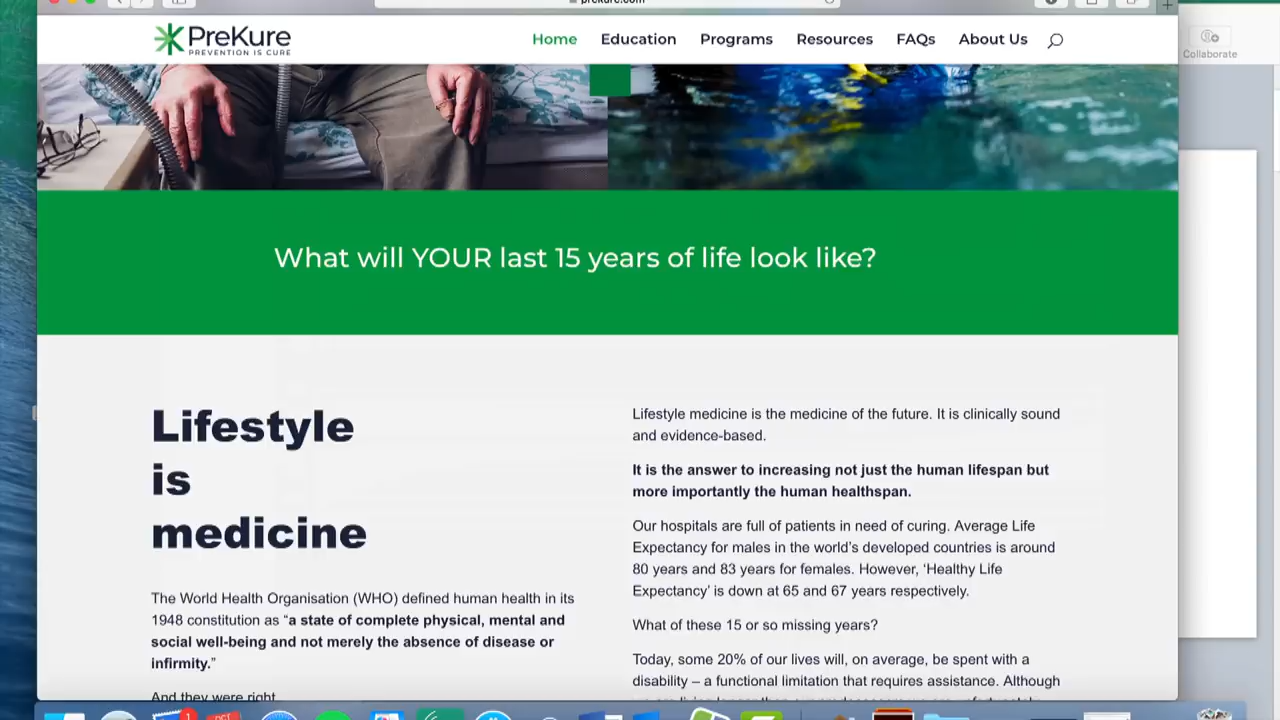 prekure.com
PreKure
PREVENTION IS CURE
Home
Education
Programs
Resources
FAQs
About Us
Collaborate
What will YOUR last 15 years of life look like?
Lifestyle
is
medicine
The World Health Organisation (WHO) defined human health in its
1948 constitution as “a state of complete physical, mental and
social well-being and not merely the absence of disease or
infirmity.”
And they were right
Lifestyle medicine is the medicine of the future. It is clinically sound
and evidence-based.
It is the answer to increasing not just the human lifespan but
more importantly the human healthspan.
Our hospitals are full of patients in need of curing. Average Life
Expectancy for males in the world’s developed countries is around
80 years and 83 years for females. However, ‘Healthy Life
Expectancy’ is down at 65 and 67 years respectively.
What of these 15 or so missing years?
Today, some 20% of our lives will, on average, be spent with a
disability – a functional limitation that requires assistance. Although
1
OCT